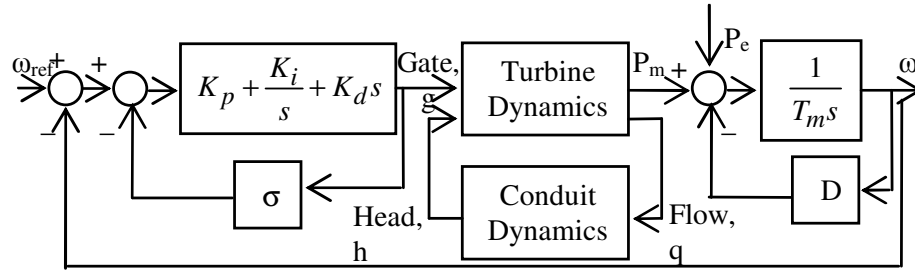 ω_ref
+
+
−
−
K_p + K_i/s + K_d s
Gate,
g
Turbine
Dynamics
P_m
+
P_e
−
1/(T_m s)
ω
σ
Head,
h
Conduit
Dynamics
Flow,
q
D